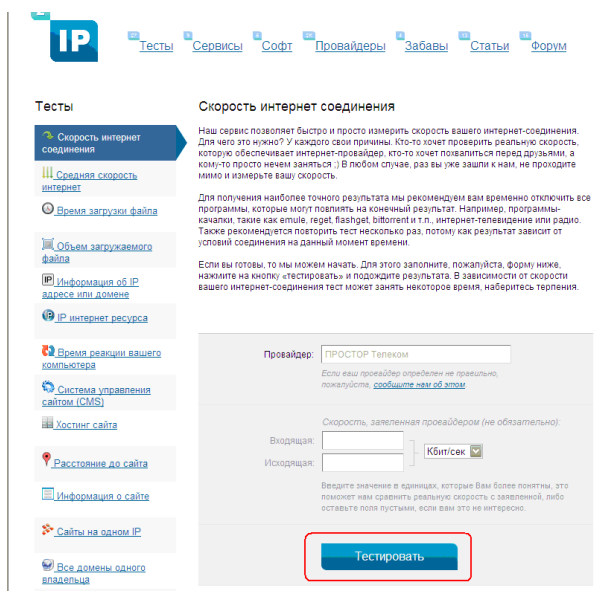 IP
Тесты Сервисы Софт Провайдеры Забавы Статьи Форум
Тесты
Скорость интернет
соединения
Средняя скорость
интернет
Время загрузки файла
Объем загружаемого
файла
Информация об IP
адресе или домене
IP интернет ресурса
Время реакции вашего
компьютера
Система управления
сайтом (CMS)
Хостинг сайта
Расстояние до сайта
Информация о сайте
Сайты на одном IP
Все домены одного
владельца
Скорость интернет соединения
Наш сервис позволяет быстро и просто измерить скорость вашего интернет-соединения.
Для чего это нужно? У каждого свои причины. Кто-то хочет проверить реальную скорость,
которую обеспечивает интернет-провайдер, кто-то хочет похвалиться перед друзьями, а
кому-то просто нечем заняться ;) В любом случае, раз вы уже зашли к нам, не проходите
мимо и измерьте вашу скорость.
Для получения наиболее точного результата мы рекомендуем вам временно отключить все
программы, которые могут повлиять на конечный результат. Например, программы-
качалки, такие как emule, reget, flashget, bittorrent и т.п., интернет-телевидение или радио.
Также рекомендуется повторить тест несколько раз, потому как результат зависит от
условий соединения на данный момент времени.
Если вы готовы, то мы можем начать. Для этого заполните, пожалуйста, форму ниже,
нажмите на кнопку «тестировать» и подождите результата. В зависимости от скорости
вашего интернет-соединения тест может занять некоторое время, наберитесь терпения.
Провайдер: ПРОСТОР Телеком
Если ваш провайдер определен не правильно,
пожалуйста, сообщите нам об этом.
Скорость, заявленная провайдером (не обязательно):
Входящая:
Исходящая:
Кбит/сек
Введите значение в единицах, которые Вам более понятны, это
поможет нам сравнить реальную скорость с заявленной, либо
оставьте поля пустыми, если вам это не интересно.
Тестировать